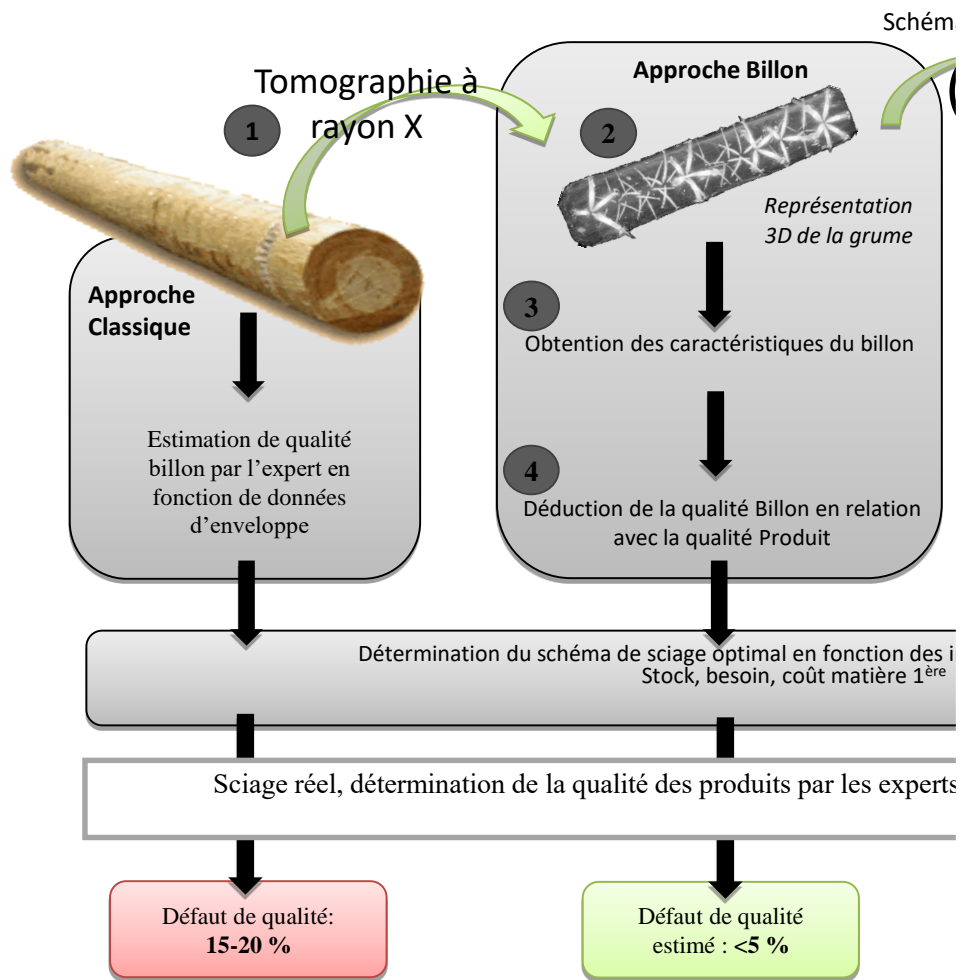 Schéma
Tomographie à
rayon X
1
Approche Billon
2
Représentation
3D de la grume
Approche
Classique
3
Obtention des caractéristiques du billon
Estimation de qualité
billon par l’expert en
fonction de données
d’enveloppe
4
Déduction de la qualité Billon en relation
avec la qualité Produit
Détermination du schéma de sciage optimal en fonction des i
Stock, besoin, coût matière 1ère
Sciage réel, détermination de la qualité des produits par les experts
Défaut de qualité:
15-20 %
Défaut de qualité
estimé : <5 %